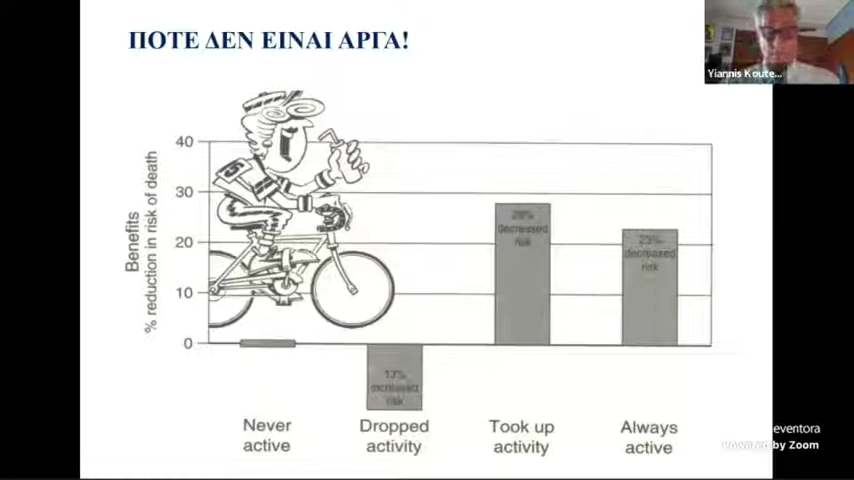 ΠΟΤΕ ΔΕΝ ΕΙΝΑΙ ΑΡΓΑ!
Yiannis Koute...
Benefits
% reduction in risk of death
40
30
20
10
0
5
28%
decreased
risk
23%
decreased
risk
13%
increased
risk
Never
active
Dropped
activity
Took up
activity
Always
active
eventora
Powered by Zoom